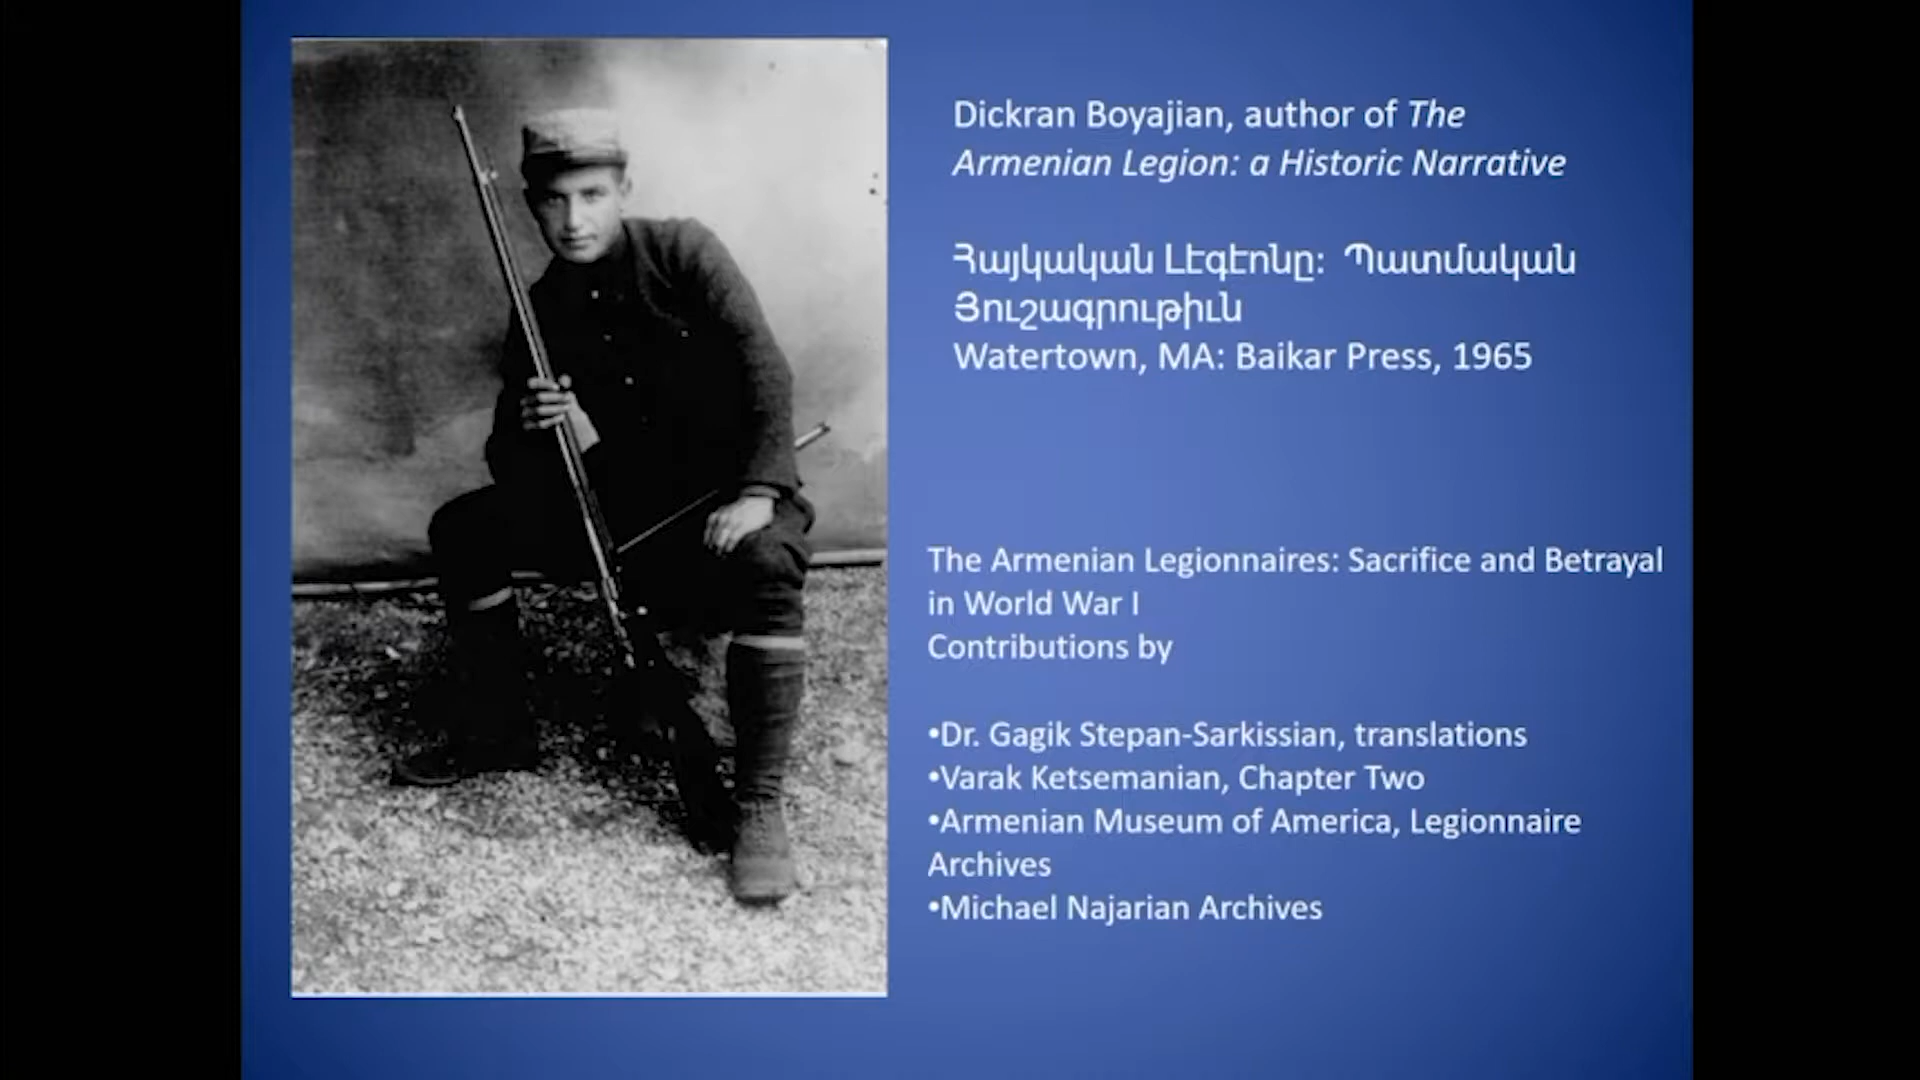 Dickran Boyajian, author of The
Armenian Legion: a Historic Narrative
Հայկական Լէգէոնը: Պատմական
Յուշագրութիւն
Watertown, MA: Baikar Press, 1965
The Armenian Legionnaires: Sacrifice and Betrayal
in World War I
Contributions by
•Dr. Gagik Stepan-Sarkissian, translations
•Varak Ketsemanian, Chapter Two
•Armenian Museum of America, Legionnaire
Archives
•Michael Najarian Archives